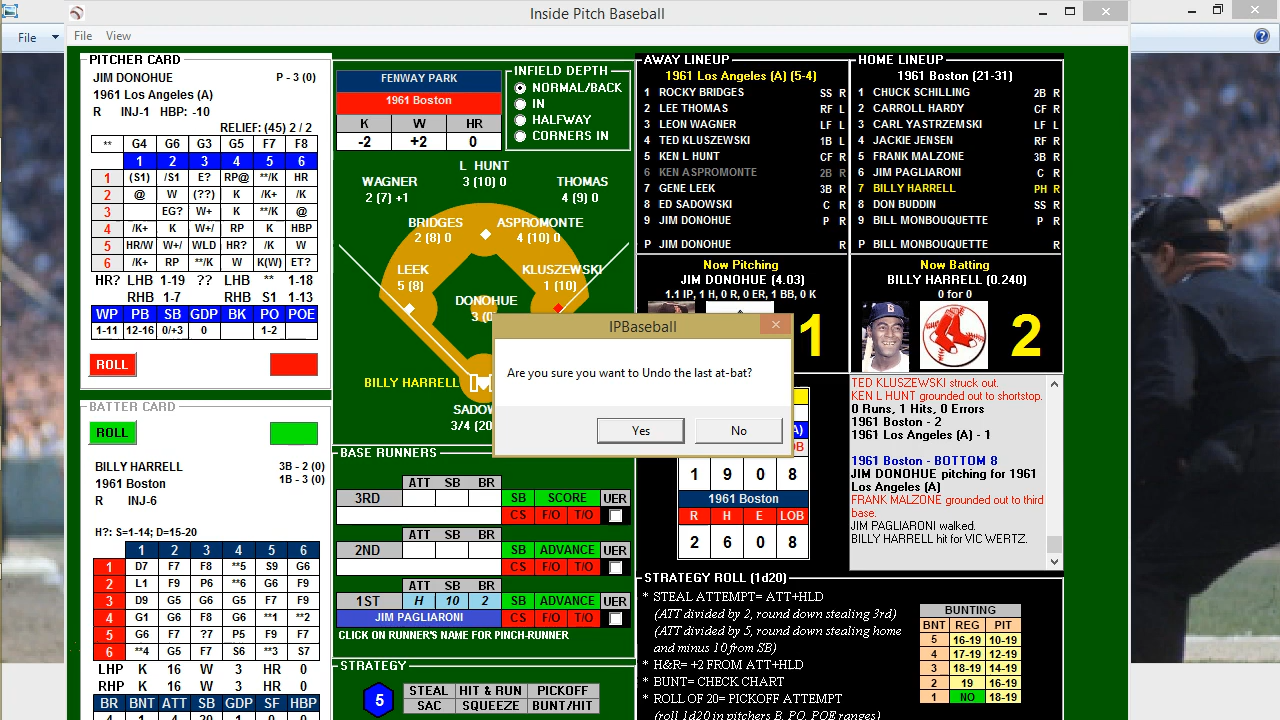 Inside Pitch Baseball
File
File View
PITCHER CARD
JIM DONOHUE P - 3 (0)
1961 Los Angeles (A)
R INJ-1 HBP: -10
RELIEF: (45) 2 / 2
** G4 G6 G3 G5 F7 F8
1 2 3 4 5 6
1 (S1) /S1 E? RP@ **/K HR
2 @ W (??) K /K+ /K
3 EG? W+ K **/K @
4 /K+ K W+/ RP K HBP
5 HR/W W+/ WLD HR? /K W
6 /K+ RP **/K W K(W) ET?
HR? LHB 1-19 ?? LHB ** 1-18
RHB 1-7 RHB S1 1-13
WP PB SB GDP BK PO POE
1-11 12-16 0/+3 0 1-2
ROLL
BATTER CARD
ROLL
BILLY HARRELL 3B - 2 (0)
1961 Boston 1B - 3 (0)
R INJ-6
H?: S=1-14; D=15-20
1 2 3 4 5 6
1 D7 F7 F8 **5 S9 G6
2 L1 F9 P6 **6 G6 F9
3 D9 G5 G6 G5 F7 F9
4 G1 G6 F8 G6 **1 **2
5 G6 F7 ?7 P5 F9 F7
6 **4 G5 F7 S6 **3 S7
LHP K 16 W 3 HR 0
RHP K 16 W 3 HR 0
BR BNT ATT SB GDP SF HBP
FENWAY PARK
1961 Boston
K W HR
-2 +2 0
INFIELD DEPTH
NORMAL/BACK
IN
HALFWAY
CORNERS IN
L HUNT
3 (10) 0
WAGNER
2 (7) +1
THOMAS
4 (9) 0
BRIDGES
2 (8) 0
ASPROMONTE
4 (10) 0
LEEK
5 (8)
KLUSZEWSKI
1 (10)
DONOHUE
BILLY HARRELL
BASE RUNNERS
ATT SB BR
3RD SB SCORE UER
CS F/O T/O
ATT SB BR
2ND SB ADVANCE UER
CS F/O T/O
ATT SB BR
1ST H 10 2 SB ADVANCE UER
JIM PAGLIARONI CS F/O T/O
CLICK ON RUNNER'S NAME FOR PINCH-RUNNER
STRATEGY
5
STEAL HIT & RUN PICKOFF
SAC SQUEEZE BUNT/HIT
AWAY LINEUP
1961 Los Angeles (A) (5-4)
1 ROCKY BRIDGES SS R
2 LEE THOMAS RF L
3 LEON WAGNER LF L
4 TED KLUSZEWSKI 1B L
5 KEN L HUNT CF R
6 KEN ASPROMONTE 2B R
7 GENE LEEK 3B R
8 ED SADOWSKI C R
9 JIM DONOHUE P R
P JIM DONOHUE R
HOME LINEUP
1961 Boston (21-31)
1 CHUCK SCHILLING 2B R
2 CARROLL HARDY CF R
3 CARL YASTRZEMSKI LF L
4 JACKIE JENSEN RF R
5 FRANK MALZONE 3B R
6 JIM PAGLIARONI C R
7 BILLY HARRELL PH R
8 DON BUDDIN SS R
9 BILL MONBOUQUETTE P R
P BILL MONBOUQUETTE R
Now Pitching
JIM DONOHUE (4.03)
1.1 IP, 1 H, 0 R, 0 ER, 1 BB, 0 K
1
Now Batting
BILLY HARRELL (0.240)
0 for 0
2
IPBaseball
Are you sure you want to Undo the last at-bat?
Yes No
1 9 0 8
1961 Boston
R H E LOB
2 6 0 8
TED KLUSZEWSKI struck out.
KEN L HUNT grounded out to shortstop.
0 Runs, 1 Hits, 0 Errors
1961 Boston - 2
1961 Los Angeles (A) - 1
1961 Boston - BOTTOM 8
JIM DONOHUE pitching for 1961
Los Angeles (A)
FRANK MALZONE grounded out to third
base.
JIM PAGLIARONI walked.
BILLY HARRELL hit for VIC WERTZ.
STRATEGY ROLL (1d20)
* STEAL ATTEMPT= ATT+HLD
(ATT divided by 2, round down stealing 3rd)
(ATT divided by 5, round down stealing home
and minus 10 from SB)
* H&R= +2 FROM ATT+HLD
* BUNT= CHECK CHART
* ROLL OF 20= PICKOFF ATTEMPT
(roll 1d20 in pitchers B, PO, POE ranges)
BUNTING
BNT REG PIT
5 16-19 10-19
4 17-19 12-19
3 18-19 14-19
2 19 16-19
1 NO 18-19